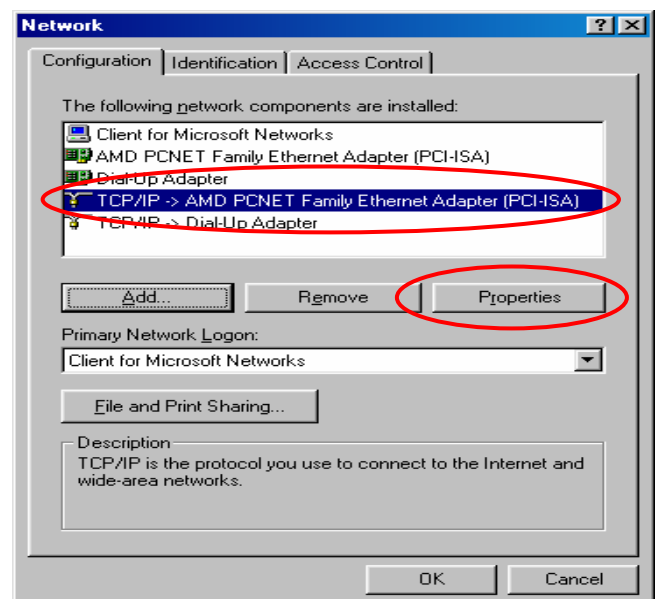 Network
Configuration Identification Access Control
The following network components are installed:
Client for Microsoft Networks
AMD PCNET Family Ethernet Adapter (PCI-ISA)
Dial-Up Adapter
TCP/IP -> AMD PCNET Family Ethernet Adapter (PCI-ISA)
TCP/IP -> Dial-Up Adapter
Add... Remove Properties
Primary Network Logon:
Client for Microsoft Networks
File and Print Sharing...
Description
TCP/IP is the protocol you use to connect to the Internet and
wide-area networks.
OK Cancel